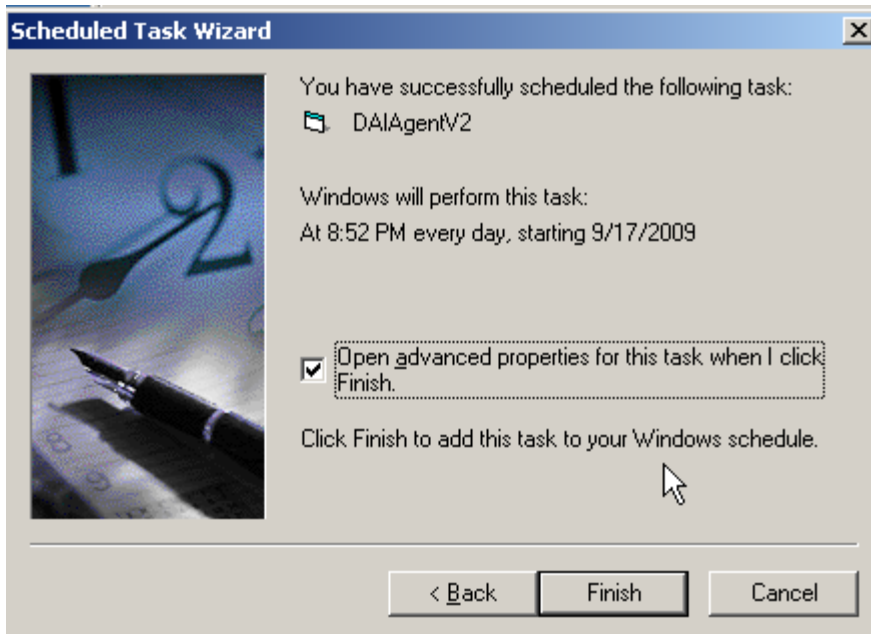 Scheduled Task Wizard
You have successfully scheduled the following task:
DAIAgentV2
Windows will perform this task:
At 8:52 PM every day, starting 9/17/2009
Open advanced properties for this task when I click
Finish.
Click Finish to add this task to your Windows schedule.
< Back
Finish
Cancel